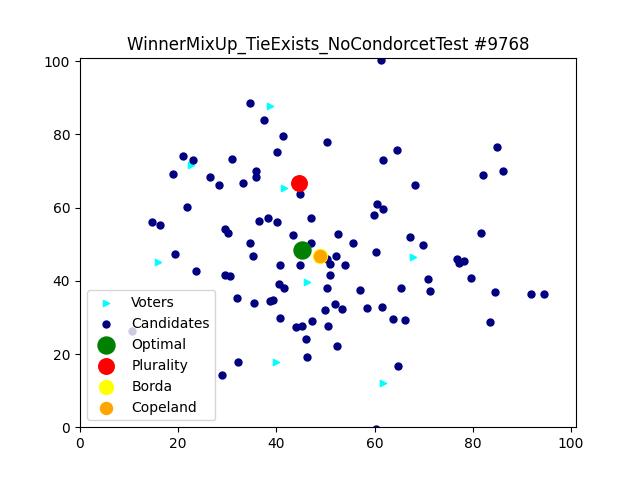 WinnerMixUp_TieExists_NoCondorcetTest #9768
100
80
60
40
20
0
Voters
Candidates
Optimal
Plurality
Borda
Copeland
0 20 40 60 80 100